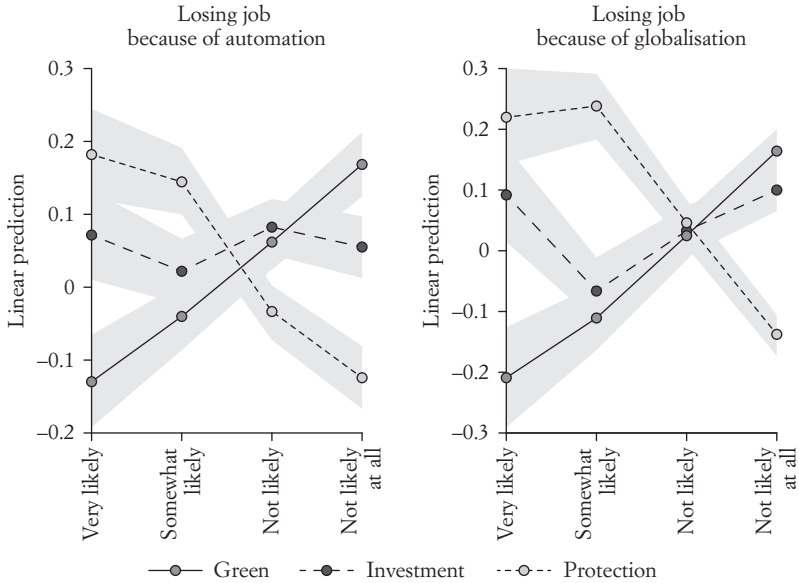 Losing job
because of automation
Losing job
because of globalisation
Linear prediction
0.3
0.2
0.1
0
–0.1
–0.2
Very likely
Somewhat
likely
Not likely
Not likely
at all
Linear prediction
0.3
0.2
0.1
0
–0.1
–0.2
–0.3
Very likely
Somewhat
likely
Not likely
Not likely
at all
Green
Investment
Protection